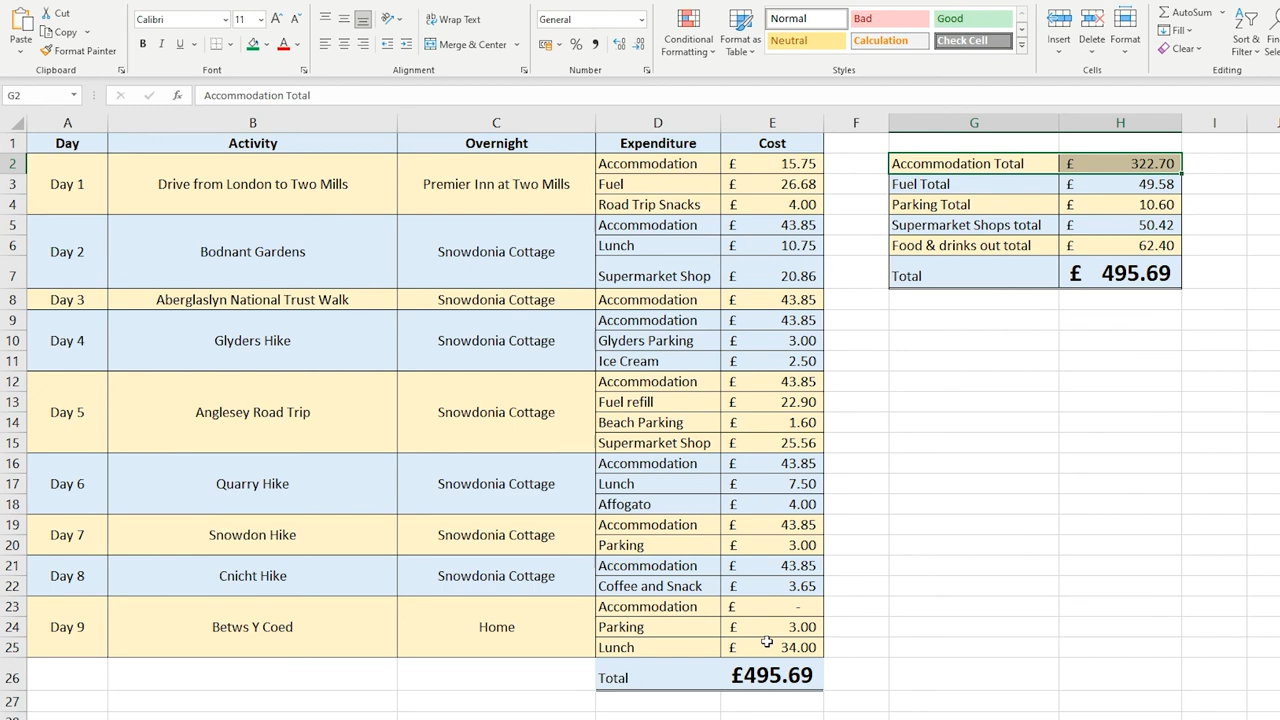 Cut
Copy
Format Painter
Paste
Clipboard
Calibri 11 A A
B I U A
Font
Wrap Text
Merge & Center
Alignment
General
% ,
Number
Conditional Formatting
Format as Table
Normal Bad Good
Neutral Calculation Check Cell
Styles
Insert Delete Format
Cells
AutoSum
Fill
Clear
Sort &
Filter
Editing
G2 fx Accommodation Total
A B C D E F G H I
1 Day Activity Overnight Expenditure Cost
2 Accommodation £ 15.75 Accommodation Total £ 322.70
3 Day 1 Drive from London to Two Mills Premier Inn at Two Mills Fuel £ 26.68 Fuel Total £ 49.58
4 Road Trip Snacks £ 4.00 Parking Total £ 10.60
5 Accommodation £ 43.85 Supermarket Shops total £ 50.42
6 Day 2 Bodnant Gardens Snowdonia Cottage Lunch £ 10.75 Food & drinks out total £ 62.40
7 Supermarket Shop £ 20.86 Total £ 495.69
8 Day 3 Aberglaslyn National Trust Walk Snowdonia Cottage Accommodation £ 43.85
9 Accommodation £ 43.85
10 Day 4 Glyders Hike Snowdonia Cottage Glyders Parking £ 3.00
11 Ice Cream £ 2.50
12 Accommodation £ 43.85
13 Day 5 Anglesey Road Trip Snowdonia Cottage Fuel refill £ 22.90
14 Beach Parking £ 1.60
15 Supermarket Shop £ 25.56
16 Accommodation £ 43.85
17 Day 6 Quarry Hike Snowdonia Cottage Lunch £ 7.50
18 Affogato £ 4.00
19 Day 7 Snowdon Hike Snowdonia Cottage Accommodation £ 43.85
20 Parking £ 3.00
21 Day 8 Cnicht Hike Snowdonia Cottage Accommodation £ 43.85
22 Coffee and Snack £ 3.65
23 Accommodation £ -
24 Day 9 Betws Y Coed Home Parking £ 3.00
25 Lunch £ 34.00
26 Total £495.69
27